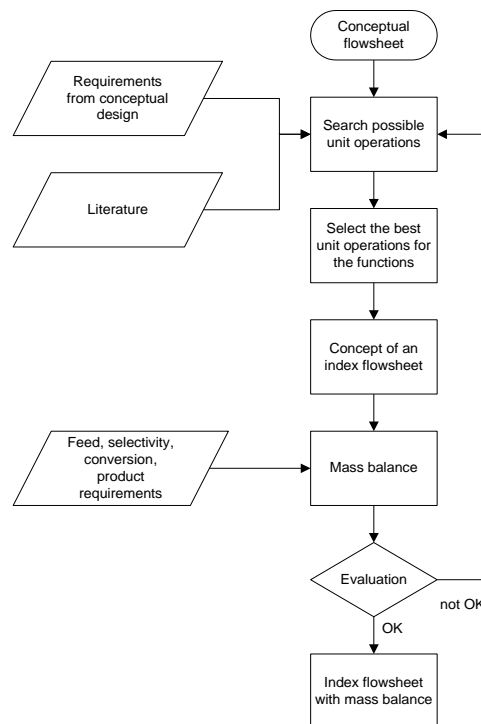 Conceptual
flowsheet
Requirements
from conceptual
design
Search possible
unit operations
Literature
Select the best
unit operations for
the functions
Concept of an
index flowsheet
Feed, selectivity,
conversion,
product
requirements
Mass balance
Evaluation
not OK
OK
Index flowsheet
with mass balance